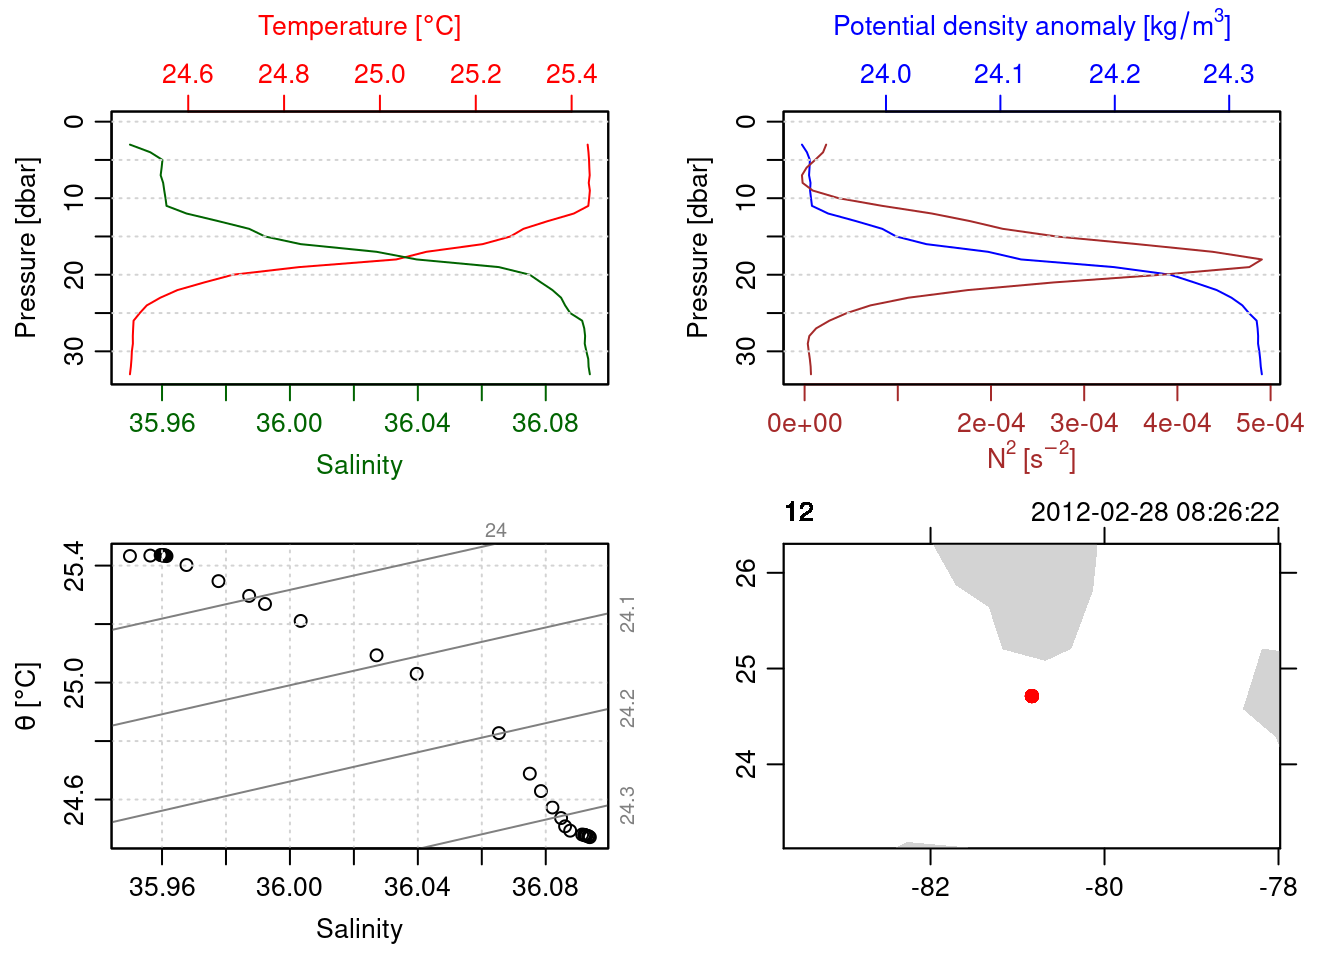 Temperature [°C]
24.6 24.8 25.0 25.2 25.4
Pressure [dbar]
0 10 20 30
35.96 36.00 36.04 36.08
Salinity
Potential density anomaly [kg/m³]
24.0 24.1 24.2 24.3
Pressure [dbar]
0 10 20 30
0e+00 2e-04 3e-04 4e-04 5e-04
N² [s⁻²]
24
24.1
24.2
24.3
θ [°C]
25.4 25.0 24.6
35.96 36.00 36.04 36.08
Salinity
12 2012-02-28 08:26:22
26
25
24
-82 -80 -78